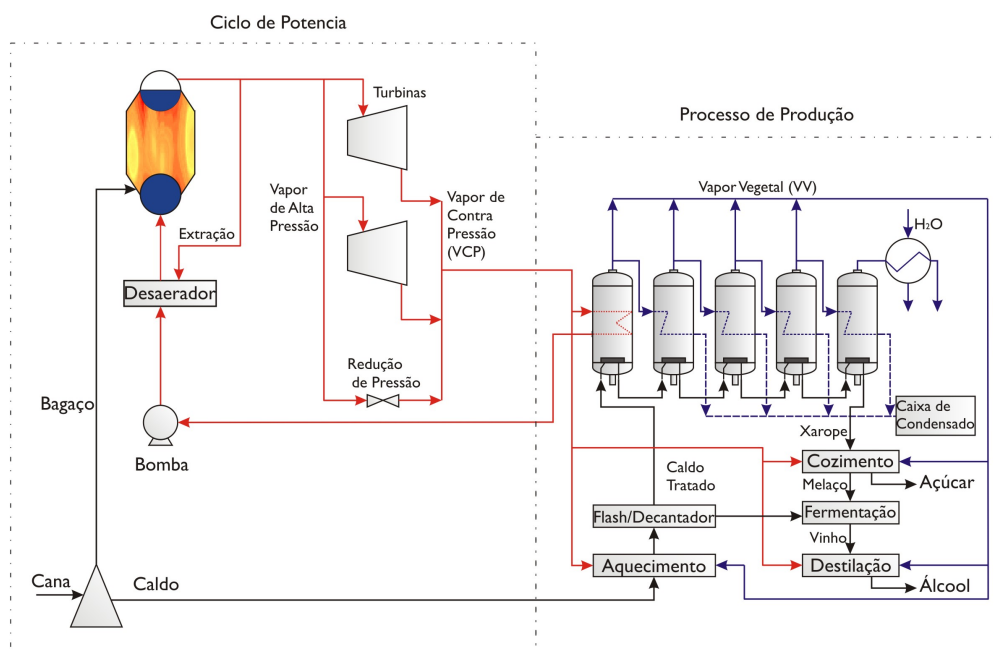 Ciclo de Potencia
Processo de Produção
Turbinas
Vapor
de Alta
Pressão
Vapor de
Contra
Pressão
(VCP)
Extração
Desaerador
Redução
de Pressão
Bagaço
Bomba
Cana
Caldo
Vapor Vegetal (VV)
H2O
Caixa de
Condensado
Xarope
Cozimento
Açúcar
Melaço
Caldo
Tratado
Flash/Decantador
Fermentação
Vinho
Aquecimento
Destilação
Álcool